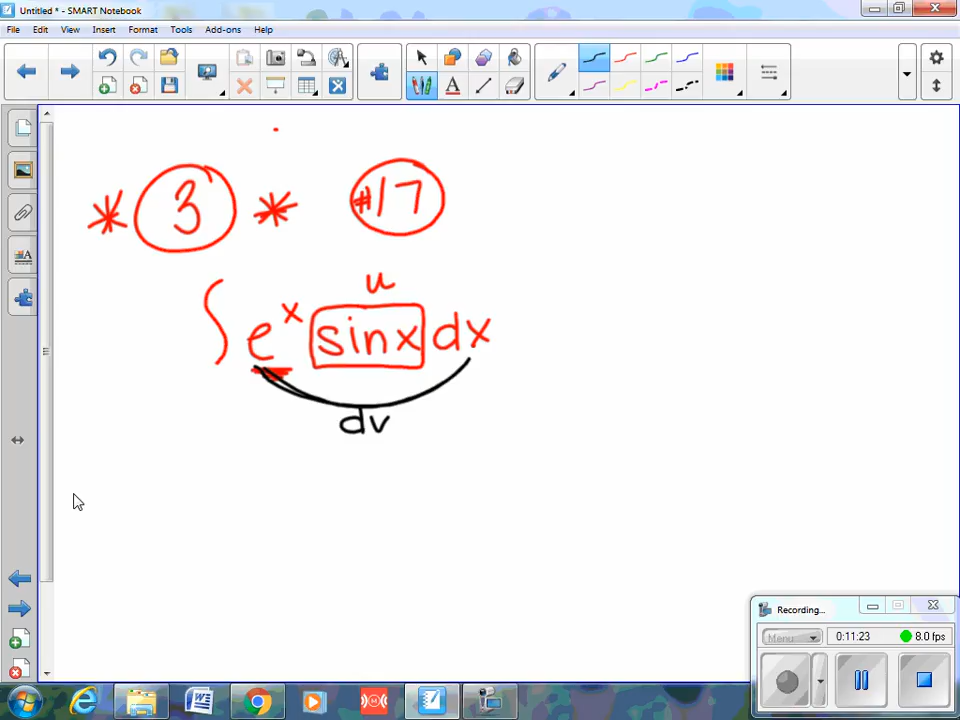 Untitled * - SMART Notebook
File Edit View Insert Format Tools Add-ons Help
* 3 * #17
u
∫ e^x sinx dx
dv
Recording...
Menu 0:11:23 8.0 fps